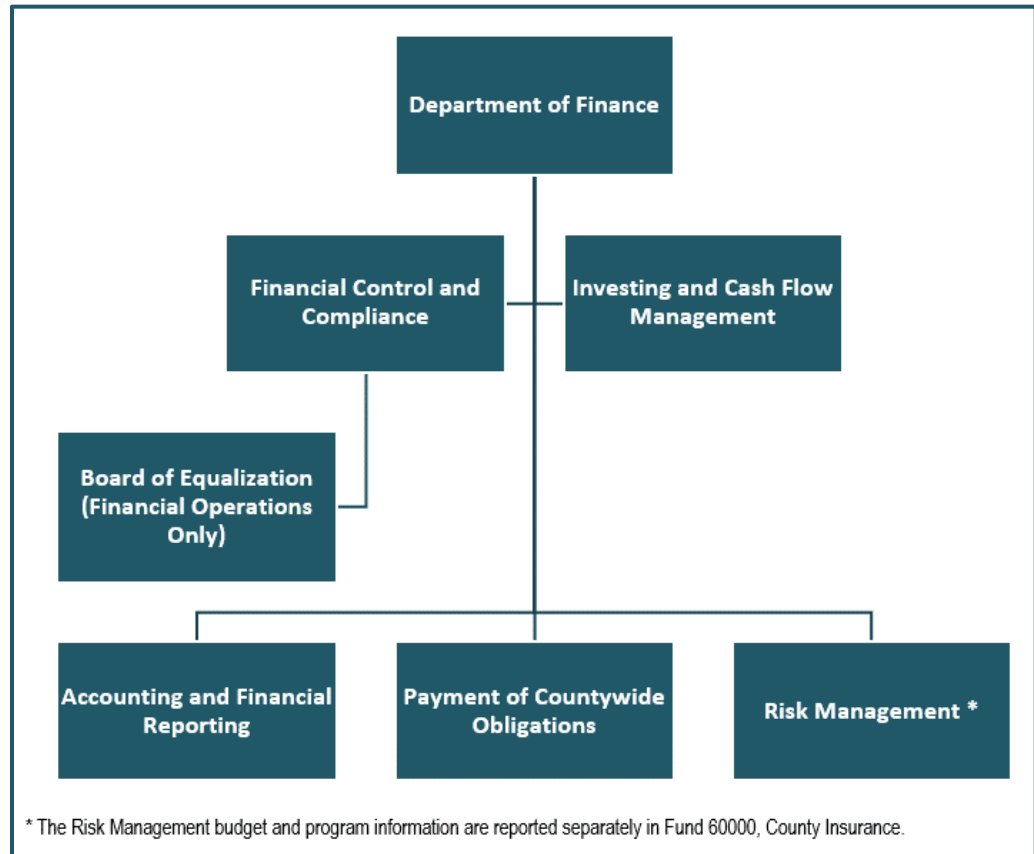 Department of Finance
Financial Control and
Compliance
Investing and Cash Flow
Management
Board of Equalization
(Financial Operations
Only)
Accounting and Financial
Reporting
Payment of Countywide
Obligations
Risk Management *
* The Risk Management budget and program information are reported separately in Fund 60000, County Insurance.